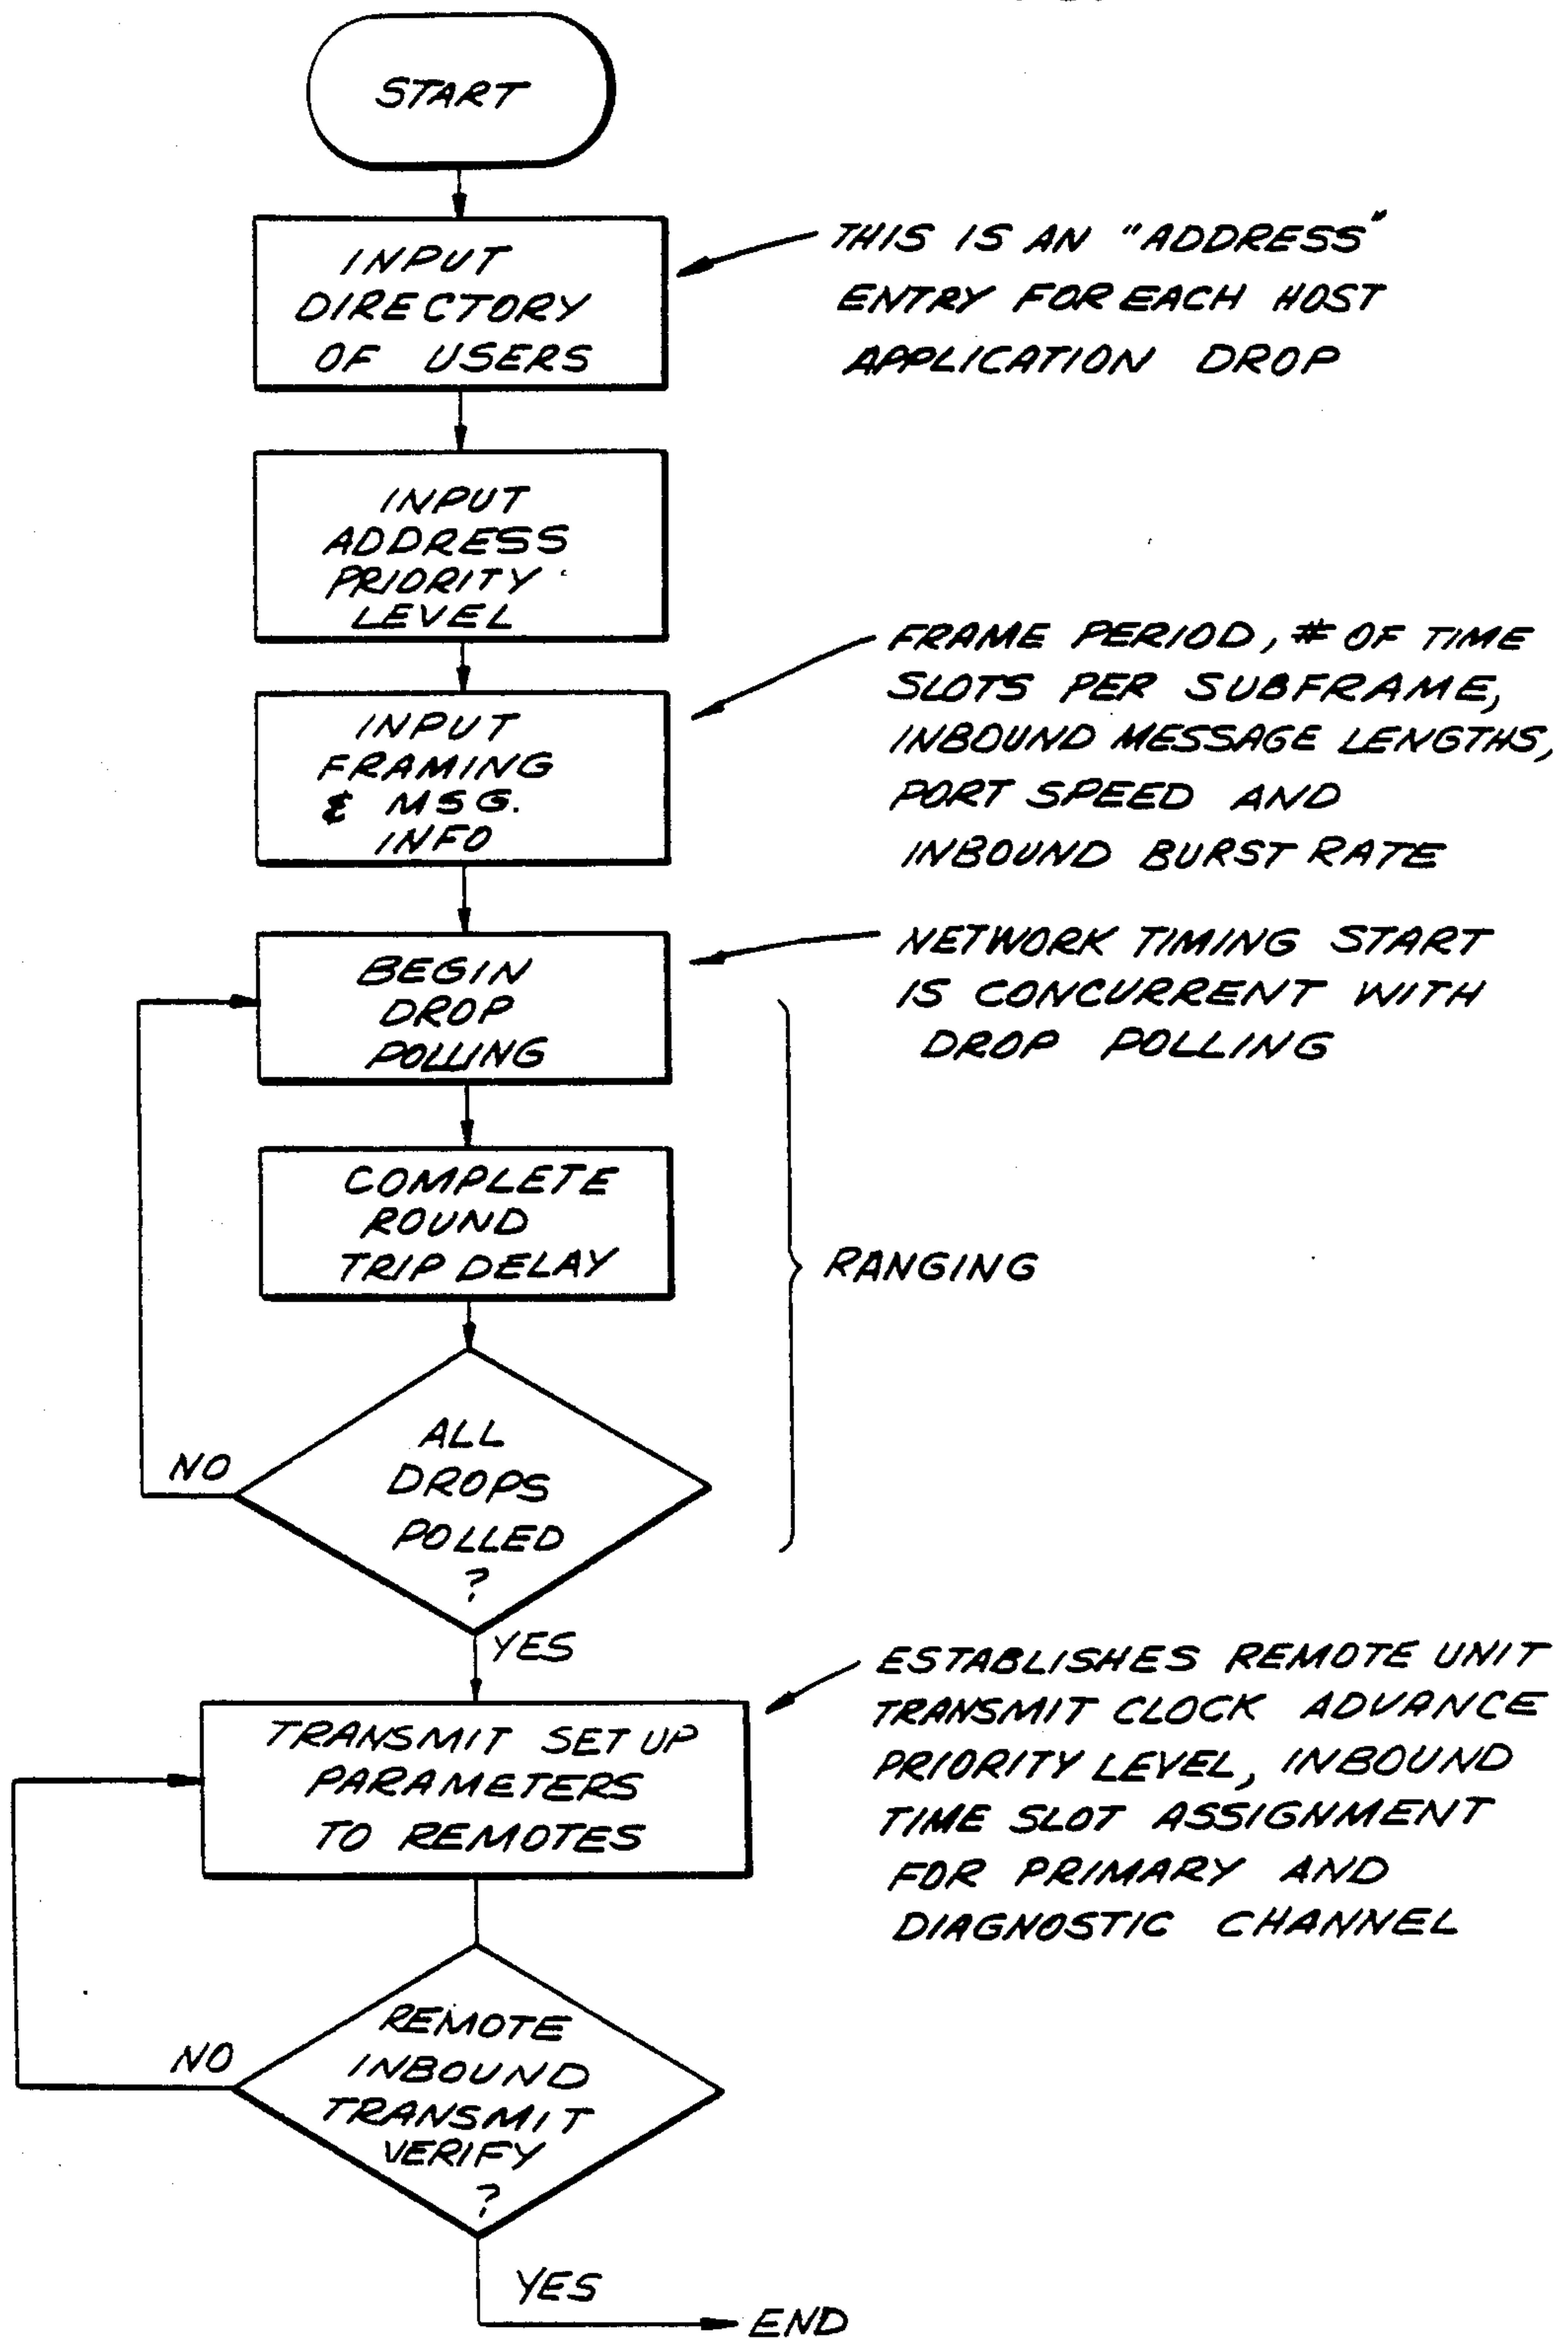 START
INPUT
DIRECTORY
OF USERS
THIS IS AN "ADDRESS"
ENTRY FOR EACH HOST
APPLICATION DROP
INPUT
ADDRESS
PRIORITY
LEVEL
INPUT
FRAMING
& MSG.
INFO
FRAME PERIOD, # OF TIME
SLOTS PER SUBFRAME,
INBOUND MESSAGE LENGTHS,
PORT SPEED AND
INBOUND BURST RATE
BEGIN
DROP
POLLING
NETWORK TIMING START
IS CONCURRENT WITH
DROP POLLING
COMPLETE
ROUND
TRIP DELAY
RANGING
ALL
DROPS
POLLED
?
NO
YES
TRANSMIT SET UP
PARAMETERS
TO REMOTES
ESTABLISHES REMOTE UNIT
TRANSMIT CLOCK ADVANCE
PRIORITY LEVEL, INBOUND
TIME SLOT ASSIGNMENT
FOR PRIMARY AND
DIAGNOSTIC CHANNEL
REMOTE
INBOUND
TRANSMIT
VERIFY
?
NO
YES
END